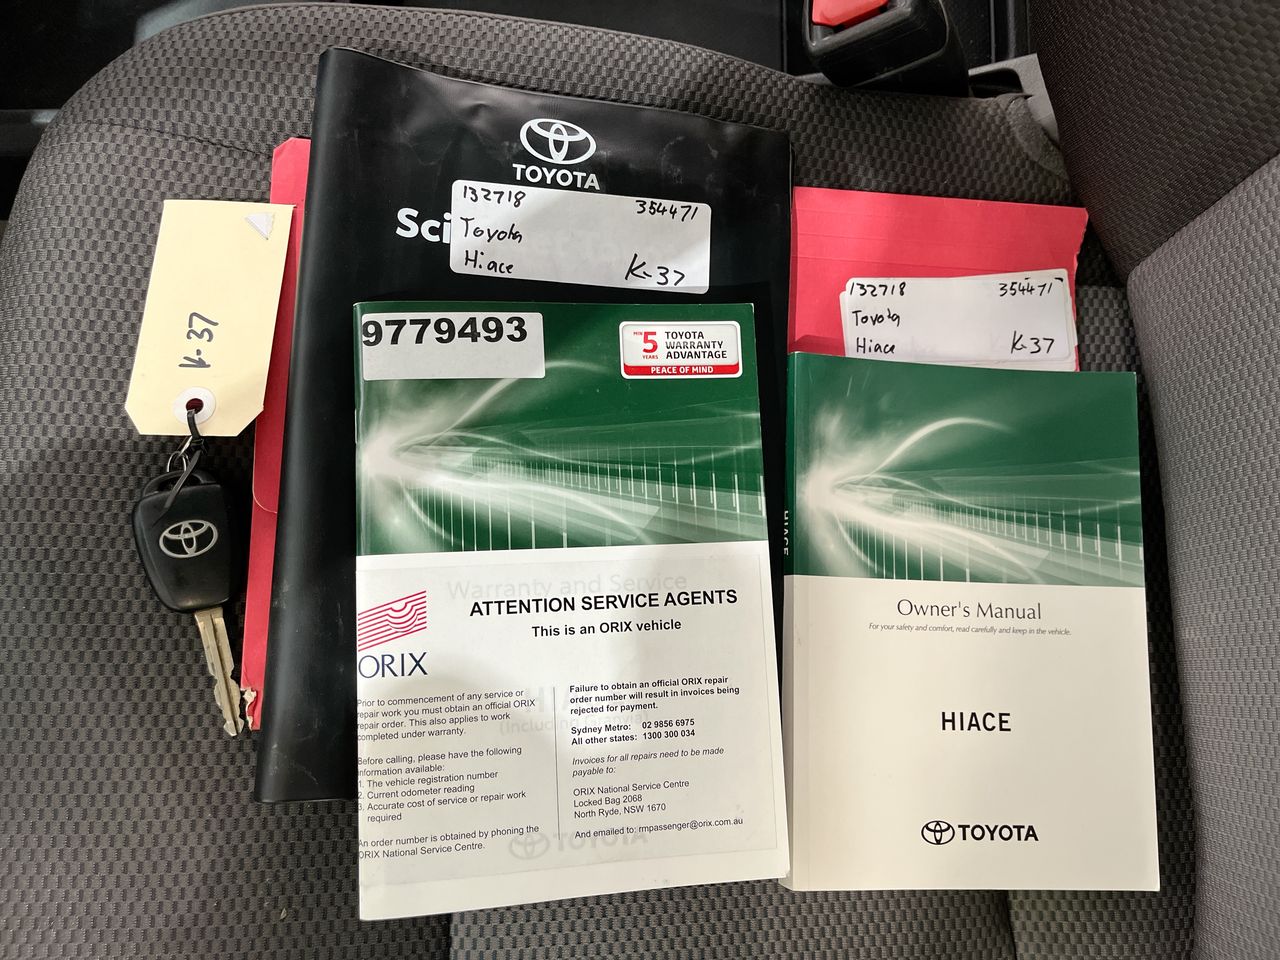 TOYOTA
Sci
132718 354471
Toyota
Hiace K-37
K-37
132718 354471
Toyota
Hiace K-37
9779493
MIN 5 YEARS
TOYOTA
WARRANTY
ADVANTAGE
PEACE OF MIND
Warranty and Service
ATTENTION SERVICE AGENTS
This is an ORIX vehicle
ORIX
Prior to commencement of any service or
repair work you must obtain an official ORIX
repair order. This also applies to work
completed under warranty.
Before calling, please have the following
information available:
1. The vehicle registration number
2. Current odometer reading
3. Accurate cost of service or repair work
required
An order number is obtained by phoning the
ORIX National Service Centre.
Failure to obtain an official ORIX repair
order number will result in invoices being
rejected for payment.
Sydney Metro: 02 9856 6975
All other states: 1300 300 034
Invoices for all repairs need to be made
payable to:
ORIX National Service Centre
Locked Bag 2068
North Ryde, NSW 1670
And emailed to: rmpassenger@orix.com.au
TOYOTA
HIACE
Owner's Manual
For your safety and comfort, read carefully and keep in the vehicle.
HIACE
TOYOTA